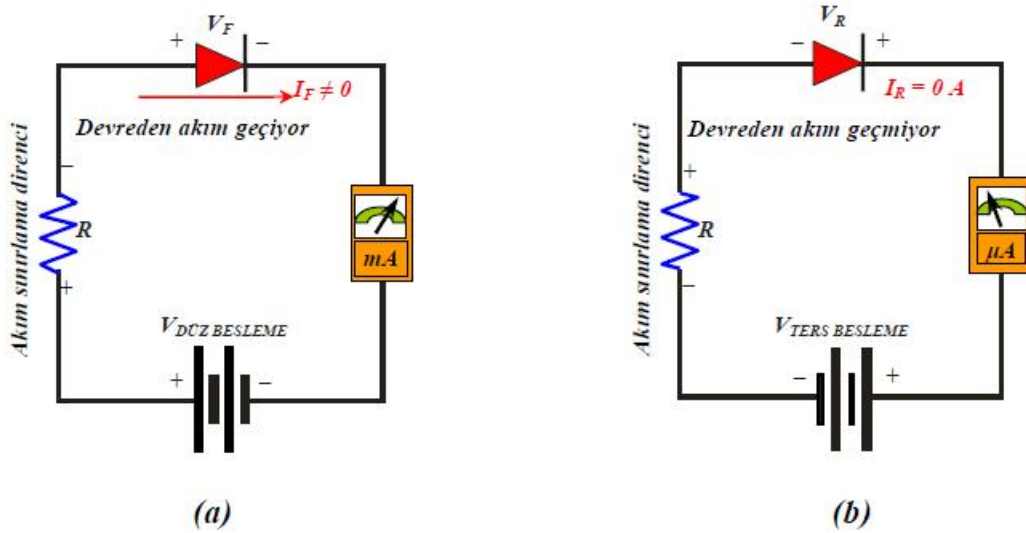 V_F
+ –
I_F ≠ 0
Devreden akım geçiyor
Akım sınırlama direnci
–
R
+
mA
V_DÜZ BESLEME
+ –
(a)
V_R
– +
I_R = 0 A
Devreden akım geçmiyor
Akım sınırlama direnci
+
R
–
µA
V_TERS BESLEME
– +
(b)